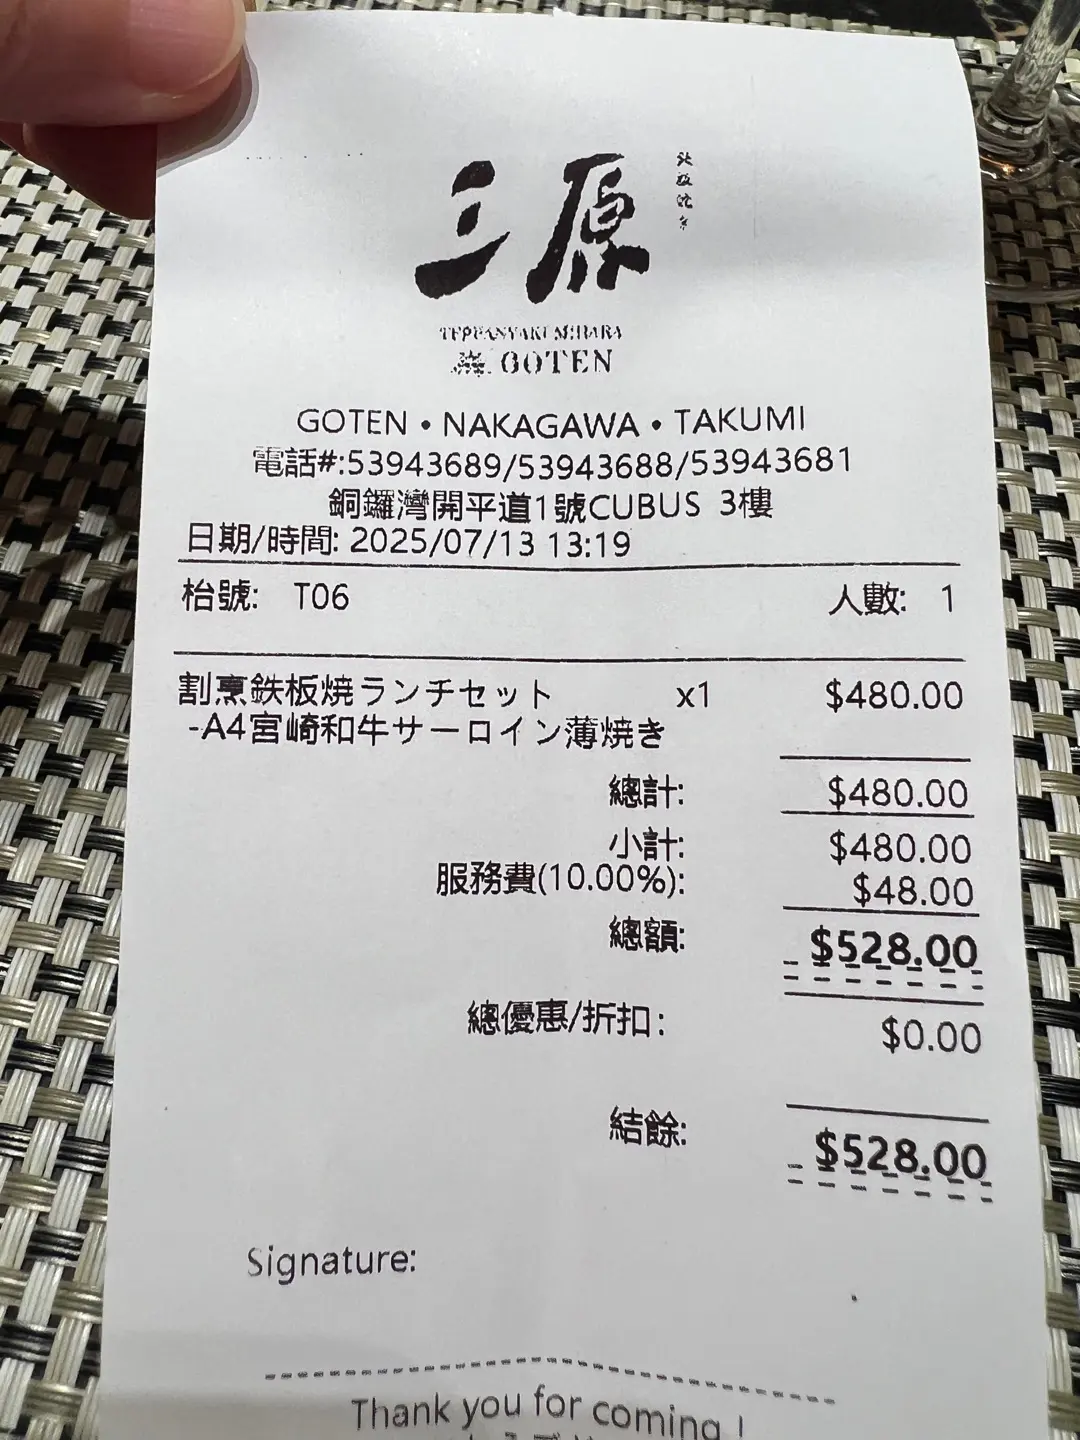 三原
鉄板焼き
TEPPANYAKI MIHARA
GOTEN
GOTEN • NAKAGAWA • TAKUMI
電話#:53943689/53943688/53943681
銅鑼灣開平道1號CUBUS 3樓
日期/時間: 2025/07/13 13:19
枱號: T06 人數: 1
割烹鉄板焼ランチセット x1 $480.00
-A4宮崎和牛サーロイン薄焼き
總計: $480.00
小計: $480.00
服務費(10.00%): $48.00
總額: $528.00
總優惠/折扣: $0.00
結餘: $528.00
Signature:
Thank you for coming !